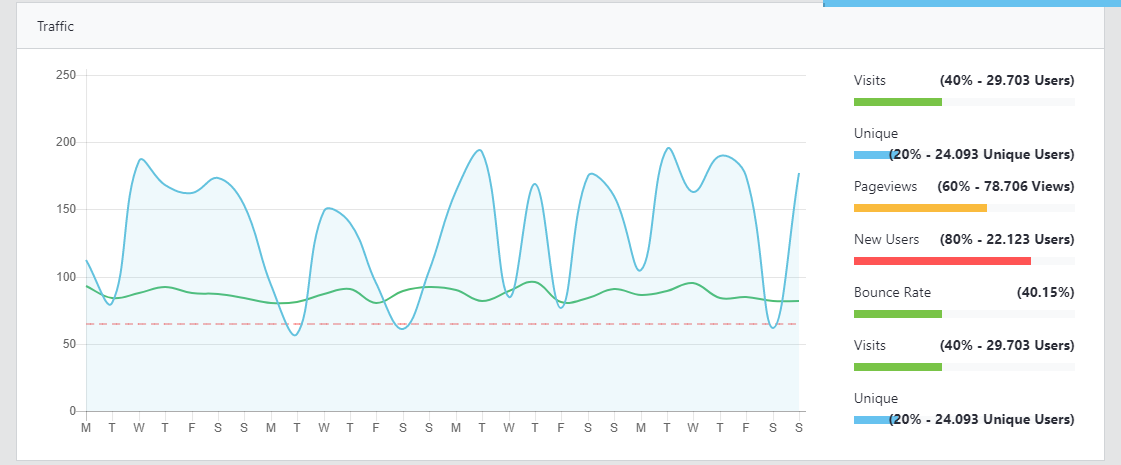 Traffic
250
200
150
100
50
0
M T W T F S S M T W T F S S M T W T F S S M T W T F S S
Visits (40% - 29.703 Users)
Unique
(20% - 24.093 Unique Users)
Pageviews (60% - 78.706 Views)
New Users (80% - 22.123 Users)
Bounce Rate (40.15%)
Visits (40% - 29.703 Users)
Unique
(20% - 24.093 Unique Users)